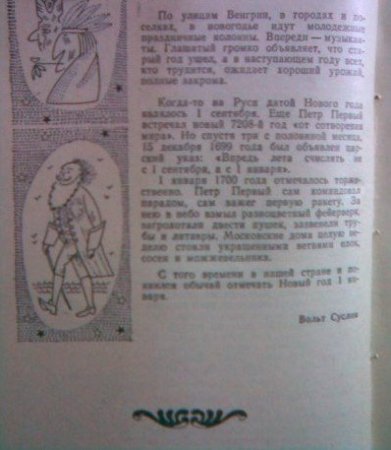 По улицам Венгрии, в городах и по-
селках, в новогодье идут молодежные
праздничные колонны. Впереди — музыкан-
ты. Глашатай громко объявляет, что ста-
рый год ушел, а в наступающем году всех,
кто трудится, ожидает хороший урожай,
полные закрома.
Когда-то на Руси датой Нового года
являлось 1 сентября. Еще Петр Первый
встречал новый 7208-й год «от сотворения
мира». Но спустя три с половиной месяца,
15 декабря 1699 года был объявлен цар-
ский указ: «Впредь лета счислять не
с 1 сентября, а с 1 января».
1 января 1700 года отмечалось торже-
ственно. Петр Первый сам командовал
парадом, сам зажег первую ракету. За
нею в небо взмыл разноцветный фейерверк,
загрохотали двести пушек, зазвенели тру-
бы и литавры. Московские дома целую не-
делю стояли украшенными ветвями елок,
сосен и можжевельника.
С того времени в нашей стране и по-
явился обычай отмечать Новый год 1 ян-
варя.
Вольт Суслов